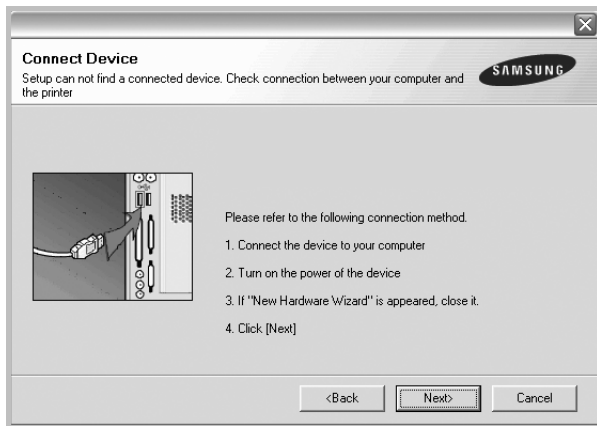 Connect Device
Setup can not find a connected device. Check connection between your computer and
the printer
SAMSUNG
Please refer to the following connection method.
1. Connect the device to your computer
2. Turn on the power of the device
3. If "New Hardware Wizard" is appeared, close it.
4. Click [Next]
<Back
Next>
Cancel